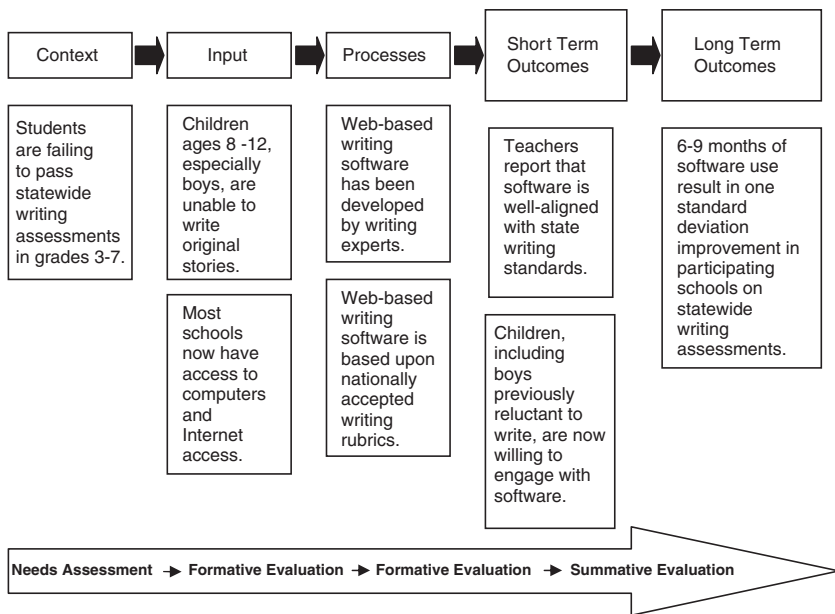 Context
Input
Processes
Short Term
Outcomes
Long Term
Outcomes
Students
are failing
to pass
statewide
writing
assessments
in grades 3-7.
Children
ages 8 -12,
especially
boys, are
unable to
write
original
stories.
Most
schools
now have
access to
computers
and
Internet
access.
Web-based
writing
software
has been
developed
by writing
experts.
Web-based
writing
software is
based upon
nationally
accepted
writing
rubrics.
Teachers
report that
software is
well-aligned
with state
writing
standards.
Children,
including
boys
previously
reluctant to
write, are now
willing to
engage with
software.
6-9 months of
software use
result in one
standard
deviation
improvement in
participating
schools on
statewide
writing
assessments.
Needs Assessment Formative Evaluation Formative Evaluation Summative Evaluation